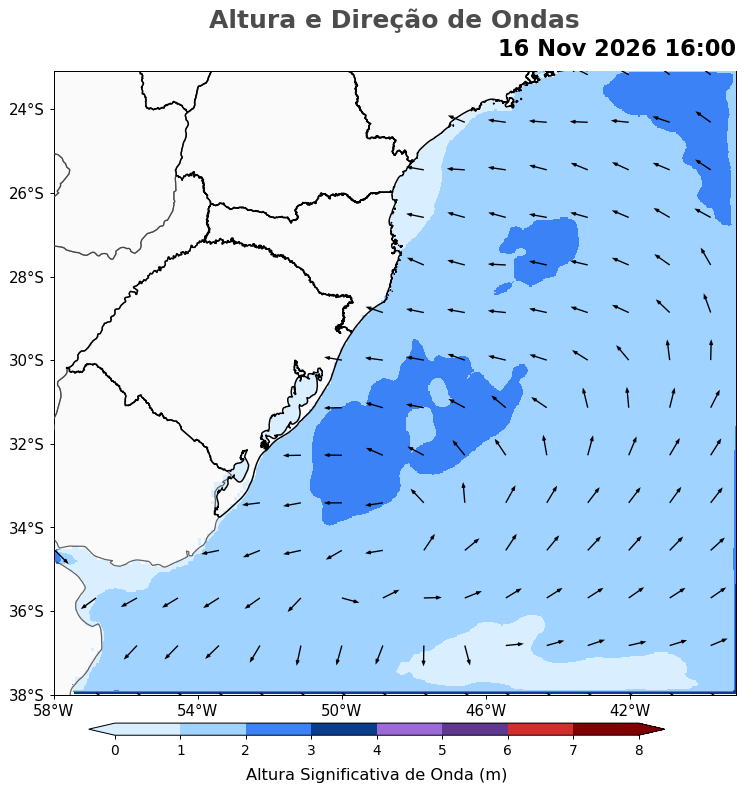 Altura e Direção de Ondas
16 Nov 2026 16:00
24°S
26°S
28°S
30°S
32°S
34°S
36°S
38°S
58°W 54°W 50°W 46°W 42°W
0 1 2 3 4 5 6 7 8
Altura Significativa de Onda (m)